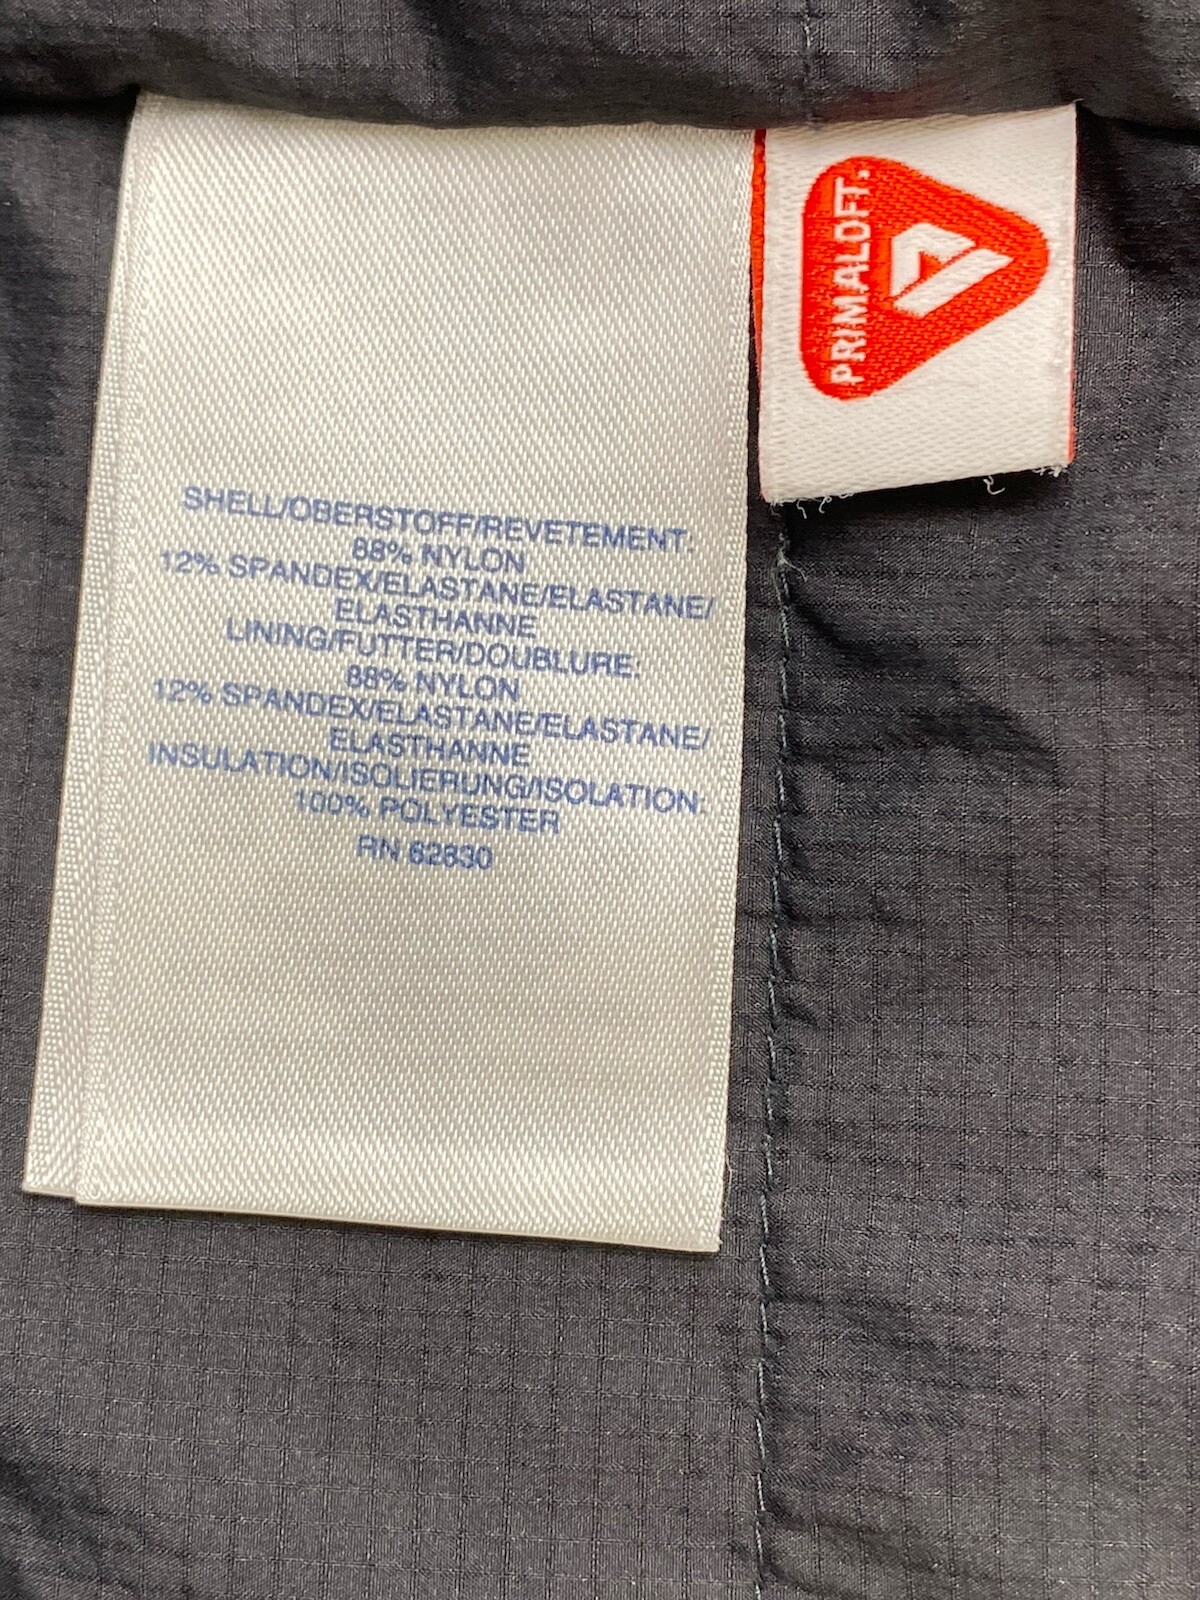 PRIMALOFT.
SHELL/OBERSTOFF/REVETEMENT:
88% NYLON
12% SPANDEX/ELASTANE/ELASTANE/
ELASTHANNE
LINING/FUTTER/DOUBLURE:
88% NYLON
12% SPANDEX/ELASTANE/ELASTANE/
ELASTHANNE
INSULATION/ISOLIERUNG/ISOLATION:
100% POLYESTER
RN 62830